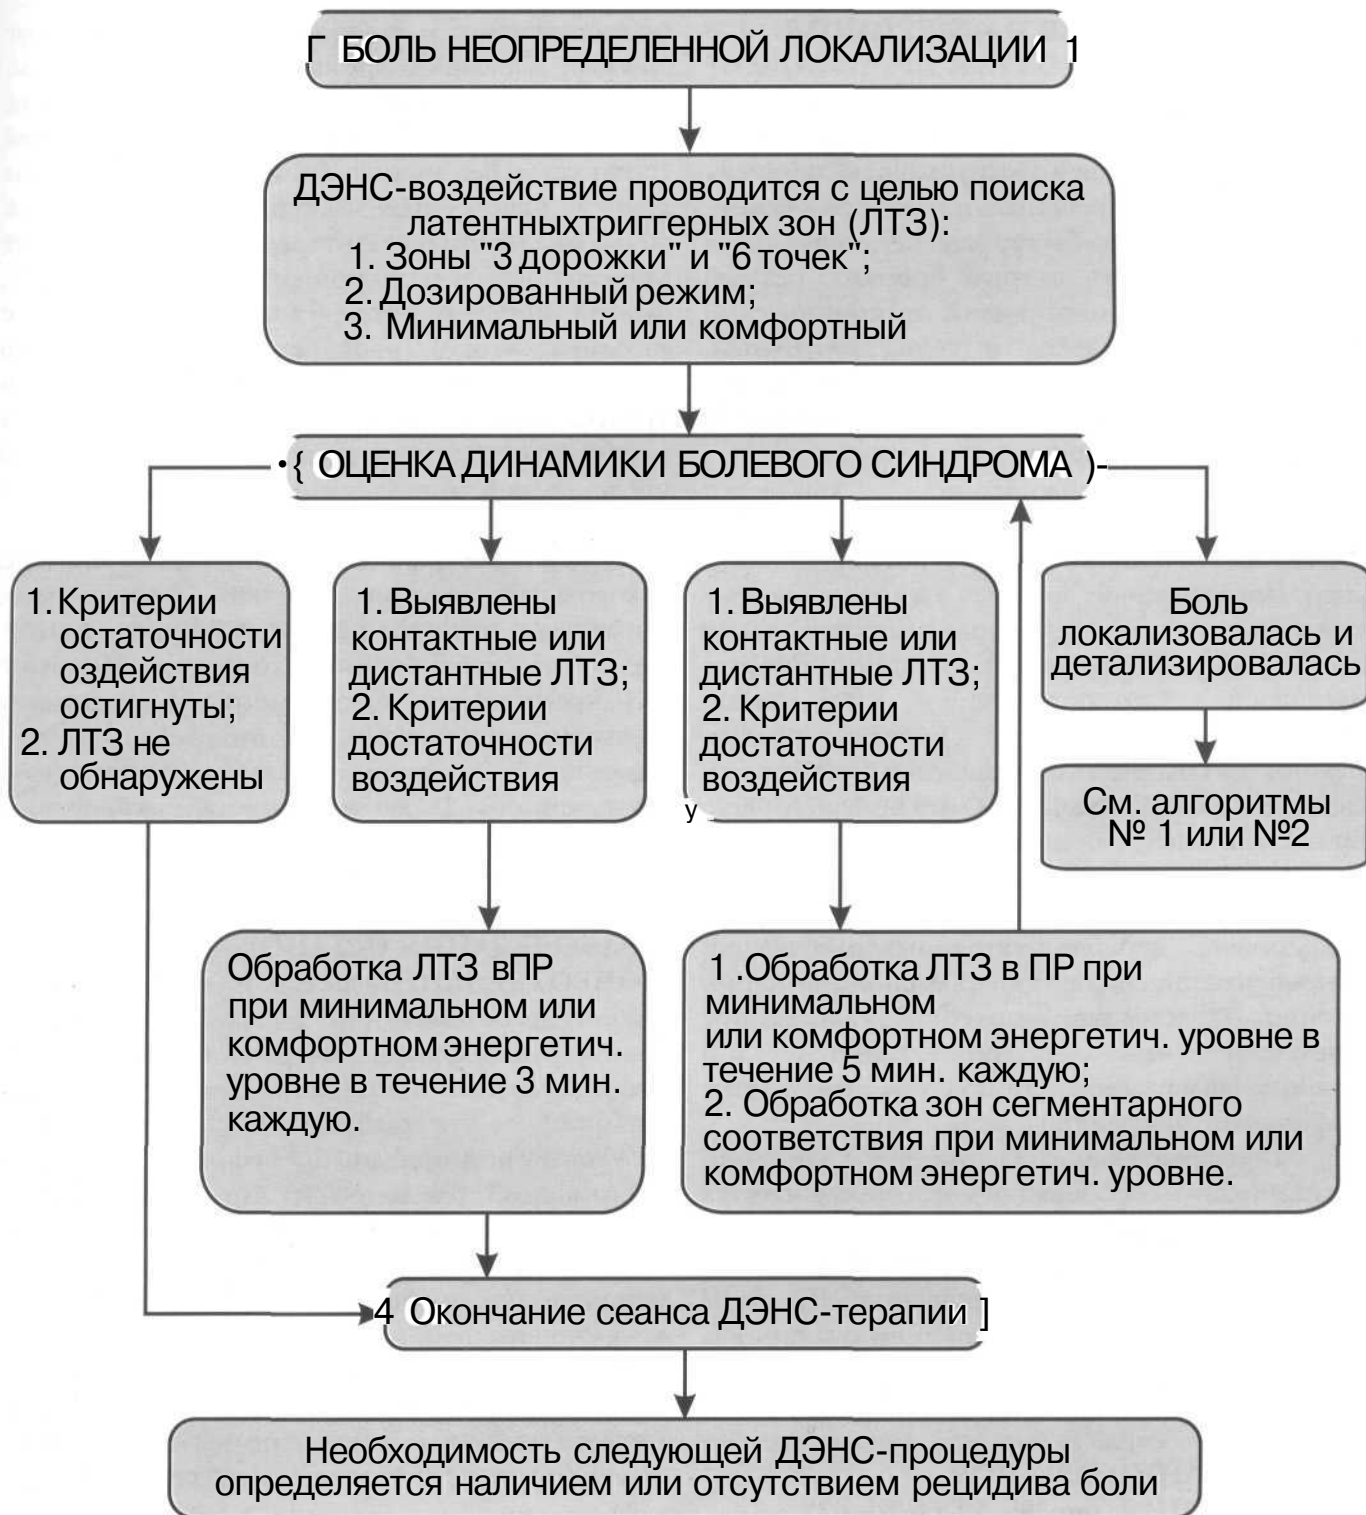 Г БОЛЬ НЕОПРЕДЕЛЕННОЙ ЛОКАЛИЗАЦИИ 1
ДЭНС-воздействие проводится с целью поиска
латентныхтриггерных зон (ЛТЗ):
1. Зоны "3 дорожки" и "6 точек";
2. Дозированный режим;
3. Минимальный или комфортный
·{ ОЦЕНКА ДИНАМИКИ БОЛЕВОГО СИНДРОМА )-
1. Критерии
остаточности
оздействия
остигнуты;
2. ЛТЗ не
обнаружены
1. Выявлены
контактные или
дистантные ЛТЗ;
2. Критерии
достаточности
воздействия
1. Выявлены
контактные или
дистантные ЛТЗ;
2. Критерии
достаточности
воздействия
у
Боль
локализовалась и
детализировалась
См. алгоритмы
№ 1 или №2
Обработка ЛТЗ вПР
при минимальном или
комфортном энергетич.
уровне в течение 3 мин.
каждую.
1 .Обработка ЛТЗ в ПР при
минимальном
или комфортном энергетич. уровне в
течение 5 мин. каждую;
2. Обработка зон сегментарного
соответствия при минимальном или
комфортном энергетич. уровне.
4 Окончание сеанса ДЭНС-терапии ]
Необходимость следующей ДЭНС-процедуры
определяется наличием или отсутствием рецидива боли